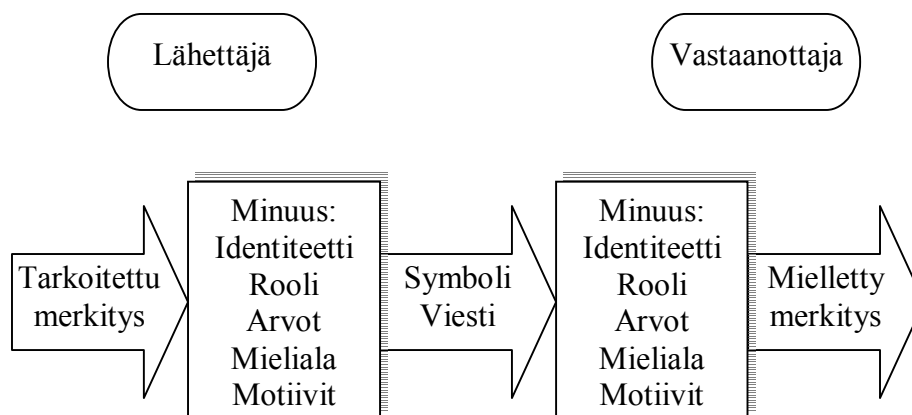 Lähettäjä
Vastaanottaja
Tarkoitettu
merkitys
Minuus:
Identiteetti
Rooli
Arvot
Mieliala
Motiivit
Symboli
Viesti
Minuus:
Identiteetti
Rooli
Arvot
Mieliala
Motiivit
Mielletty
merkitys